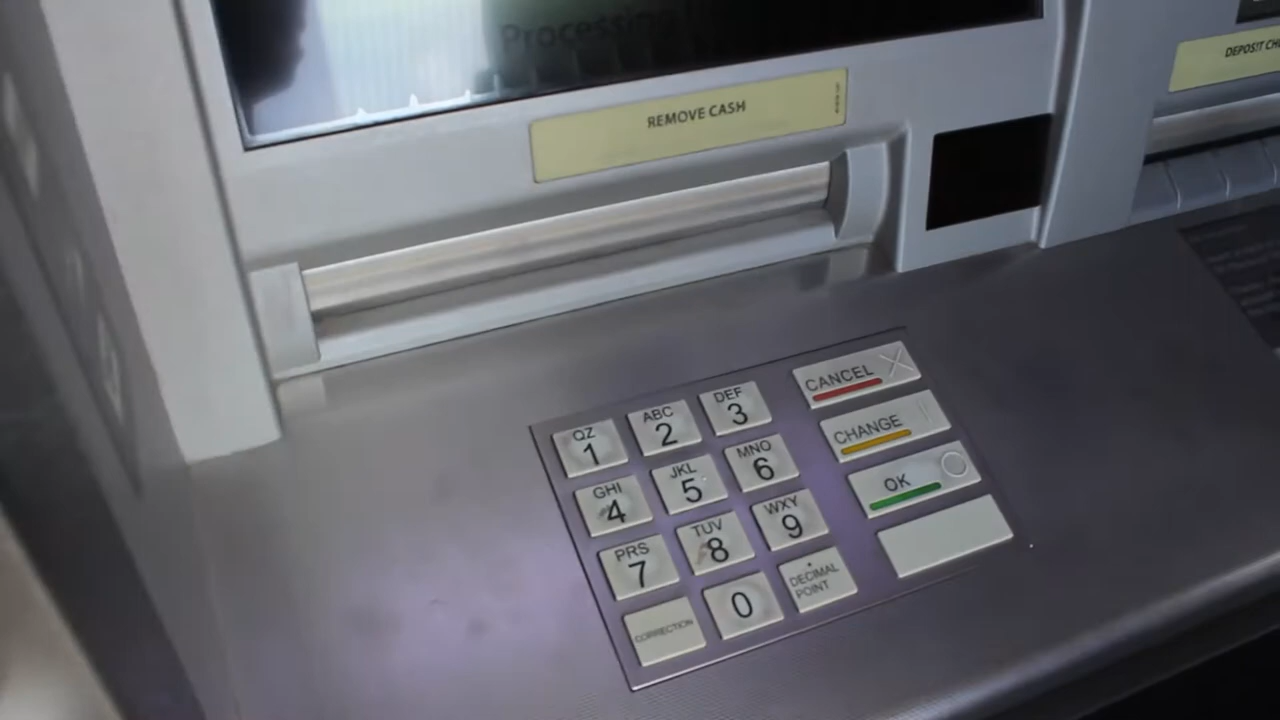 Processing
REMOVE CASH
DEPOSIT
QZ
1
ABC
2
DEF
3
CANCEL
GHI
4
JKL
5
MNO
6
CHANGE
PRS
7
TUV
8
WXY
9
OK
CORRECTION
0
DECIMAL
POINT